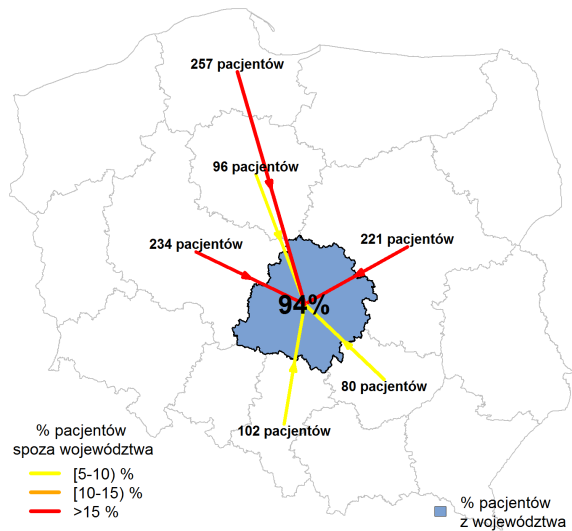 257 pacjentów
96 pacjentów
234 pacjentów
221 pacjentów
94%
80 pacjentów
102 pacjentów
% pacjentów
spoza województwa
[5-10) %
[10-15) %
>15 %
% pacjentów
z województwa